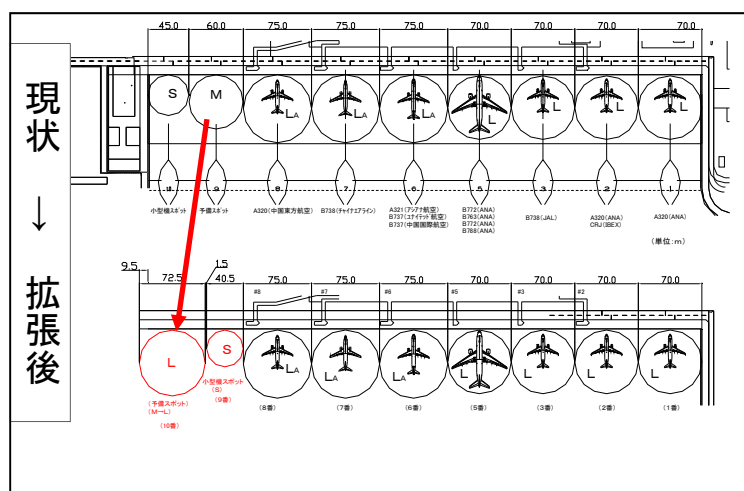 現状 → 拡張後
45.0 60.0 75.0 75.0 75.0 70.0 70.0 70.0 70.0
S M LA LA LA L L L L
9 8 7 6 5 3 2 1
小型機スポット 予備スポット A320(中国東方航空) B738(チャイナエアライン) A321(アシアナ航空) B772(ANA) B738(JAL) A320(ANA) A320(ANA)
B737(ユナイテッド航空) B763(ANA) CRJ(IBEX)
B737(中国国際航空) B772(ANA)
B788(ANA)
(単位:m)
9.5 72.5 1.5 40.5 75.0 75.0 75.0 70.0 70.0 70.0 70.0
#8 #7 #6 #5 #3 #2
L S LA LA LA L L L L
(予備スポット) 小型機スポット
(M→L) (S)
(10番) (9番) (8番) (7番) (6番) (5番) (3番) (2番) (1番)